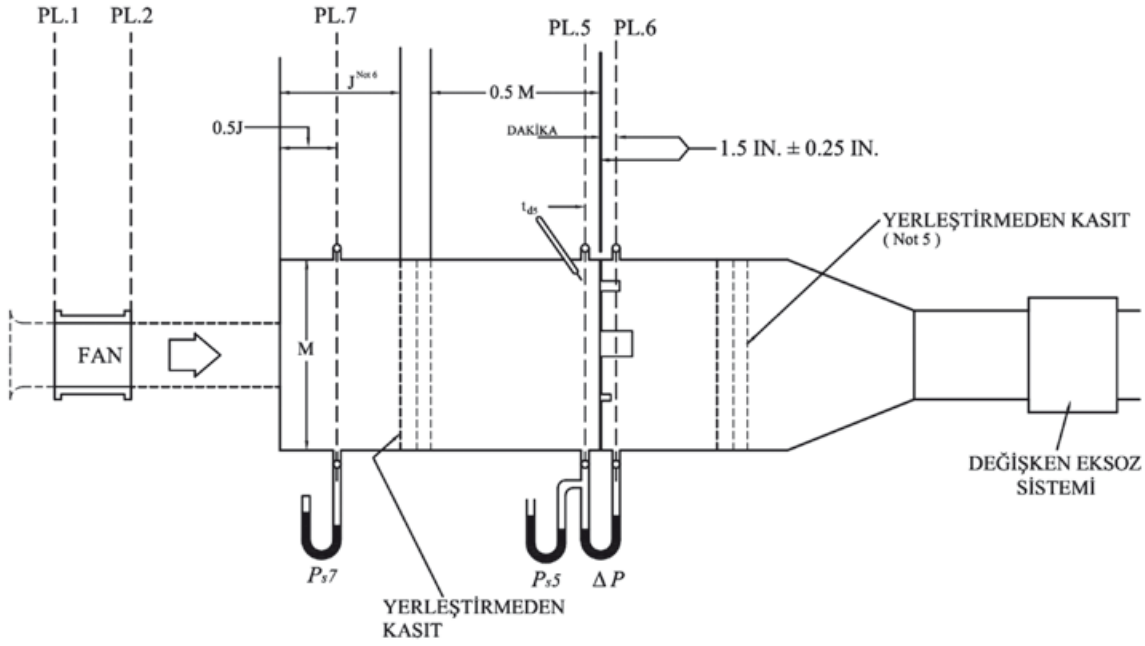 PL.1
PL.2
PL.7
PL.5
PL.6
J Not 6
0.5 M
0.5J
DAKİKA
1.5 IN. ± 0.25 IN.
td5
YERLEŞTİRMEDEN KASIT
( Not 5 )
FAN
M
DEĞİŞKEN EKSOZ
SİSTEMİ
Ps7
Ps5
Δ P
YERLEŞTİRMEDEN
KASIT